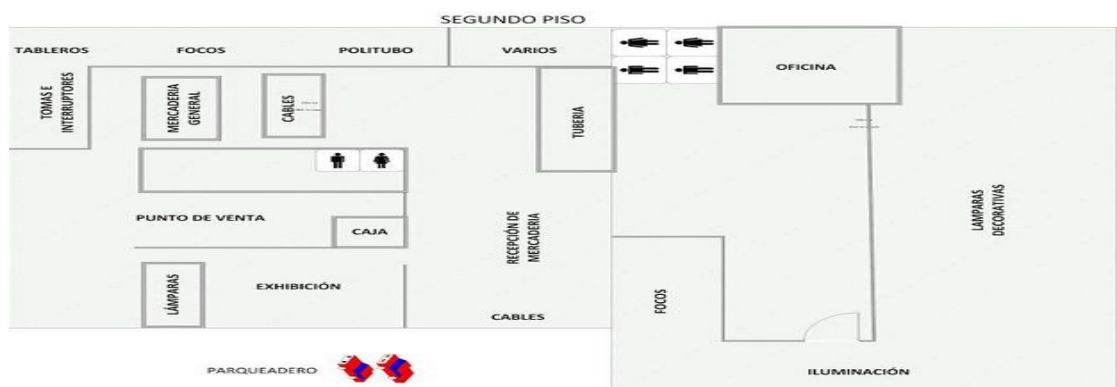 SEGUNDO PISO
TABLEROS
FOCOS
POLITUBO
VARIOS
OFICINA
TOMAS E
INTERRUPTORES
MERCADERIA
GENERAL
CABLES
TUBERIA
PUNTO DE VENTA
CAJA
RECEPCIÓN DE
MERCADERIA
LAMPARAS
DECORATIVAS
LÁMPARAS
EXHIBICIÓN
CABLES
FOCOS
PARQUEADERO
ILUMINACIÓN